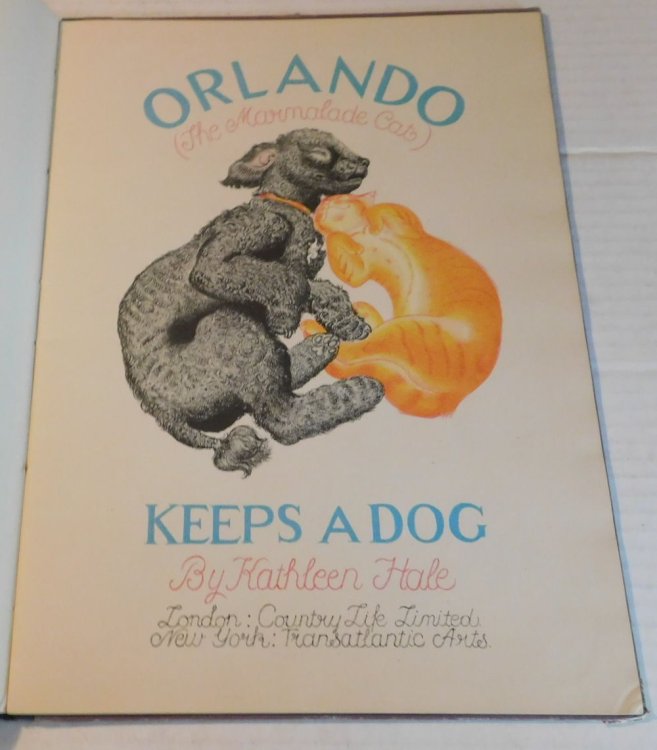 ORLANDO
(The Marmalade Cat)
KEEPS A DOG
By Kathleen Hale
London: Country Life Limited.
New York: Transatlantic Arts.